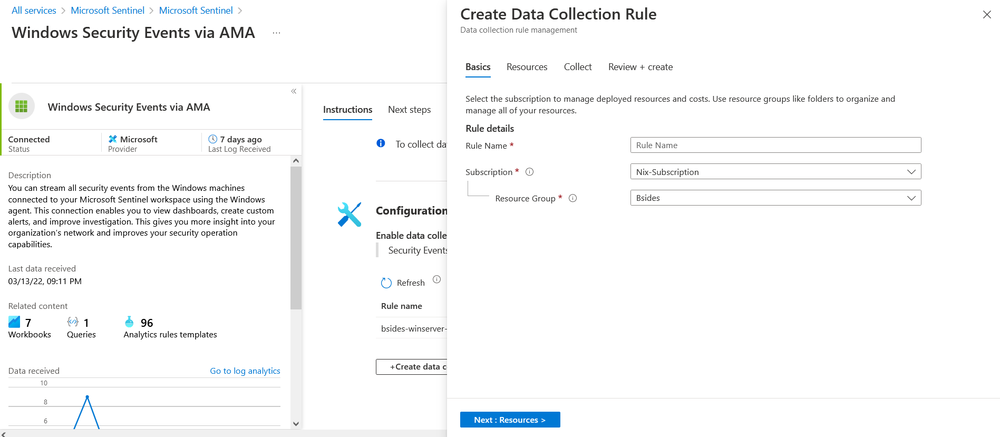 All services > Microsoft Sentinel > Microsoft Sentinel >
Windows Security Events via AMA ...
«
Windows Security Events via AMA
Connected
Status
Microsoft
Provider
7 days ago
Last Log Received
Description
You can stream all security events from the Windows machines
connected to your Microsoft Sentinel workspace using the Windows
agent. This connection enables you to view dashboards, create custom
alerts, and improve investigation. This gives you more insight into your
organization’s network and improves your security operation
capabilities.
Last data received
03/13/22, 09:11 PM
Related content
7
Workbooks
1
Queries
96
Analytics rules templates
Data received
Go to log analytics
10
8
6
Instructions
Next steps
To collect da
Configuration
Enable data colle
Security Events
Refresh
Rule name
bsides-winserver-
+Create data c
Create Data Collection Rule
Data collection rule management
Basics
Resources
Collect
Review + create
Select the subscription to manage deployed resources and costs. Use resource groups like folders to organize and
manage all of your resources.
Rule details
Rule Name *
Rule Name
Subscription *
Nix-Subscription
Resource Group *
Bsides
Next : Resources >